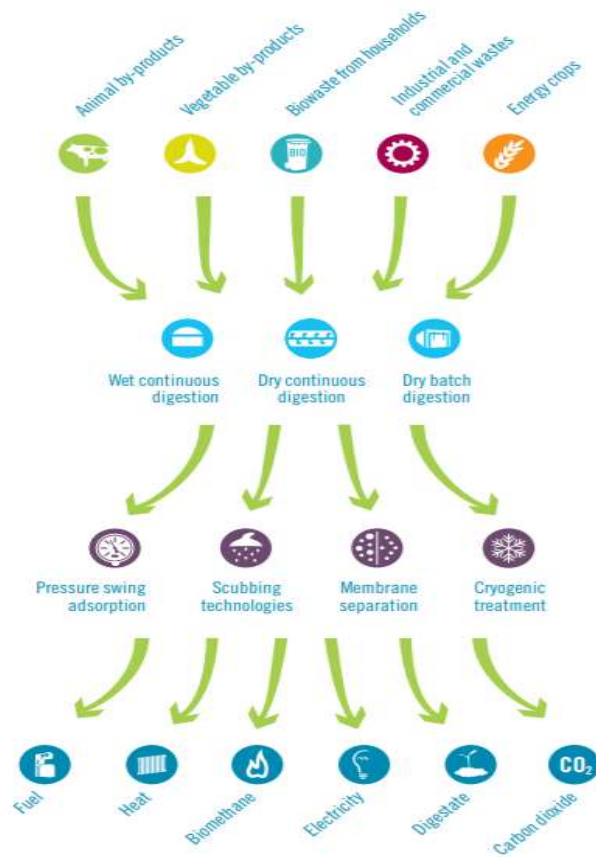 Animal by-products
Vegetable by-products
Biowaste from households
Industrial and
commercial wastes
Energy crops
BIO
Wet continuous
digestion
Dry continuous
digestion
Dry batch
digestion
Pressure swing
adsorption
Scubbing
technologies
Membrane
separation
Cryogenic
treatment
CO₂
Fuel
Heat
Biomethane
Electricity
Digestate
Carbon dioxide